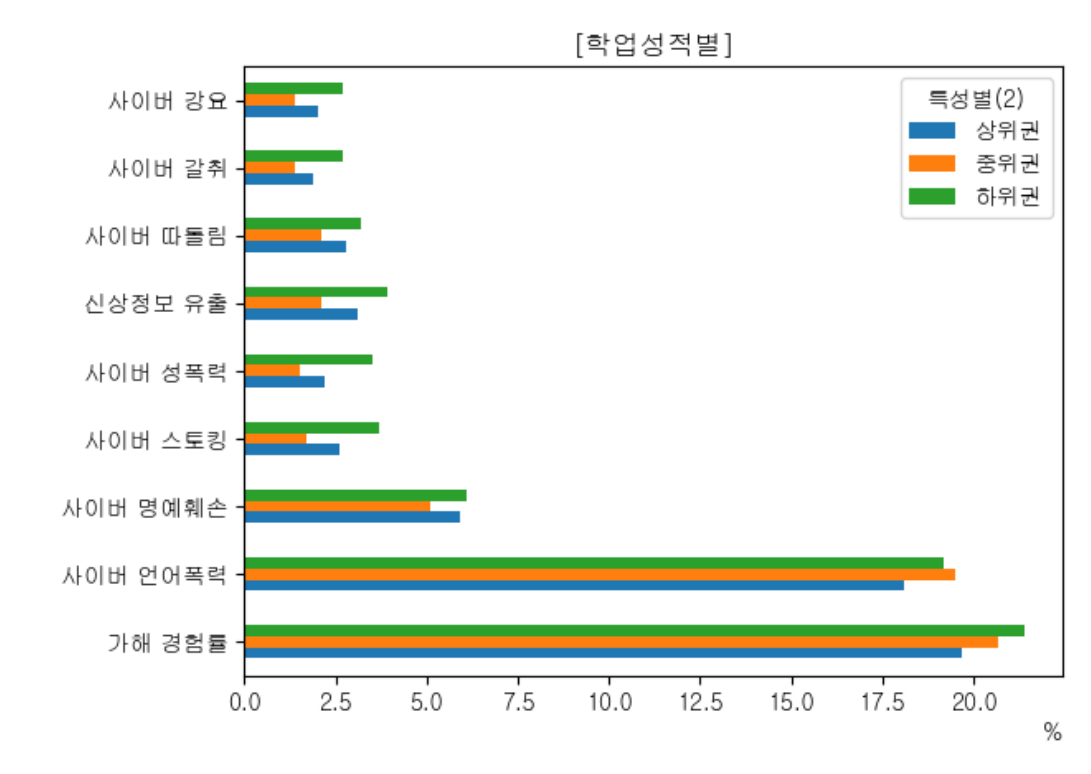 [학업성적별]
특성별(2)
상위권
중위권
하위권
사이버 강요
사이버 갈취
사이버 따돌림
신상정보 유출
사이버 성폭력
사이버 스토킹
사이버 명예훼손
사이버 언어폭력
가해 경험률
0.0 2.5 5.0 7.5 10.0 12.5 15.0 17.5 20.0
%